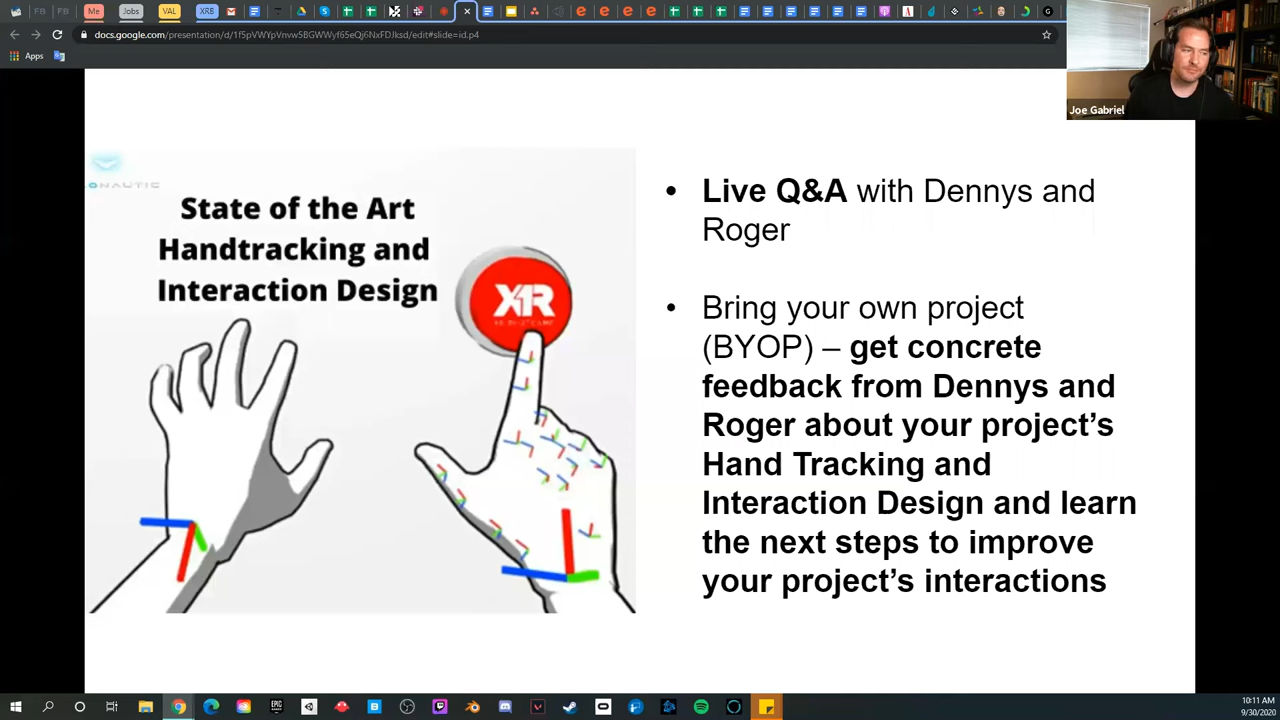 FB
FB
Me
Jobs
VAL
XRB
docs.google.com/presentation/d/1f5pVWYpVnvw5BGWWyf65eQj6NxFDJksd/edit#slide=id.p4
Apps
Joe Gabriel
State of the Art
Handtracking and
Interaction Design
X1R
• Live Q&A with Dennys and
Roger
• Bring your own project
(BYOP) – get concrete
feedback from Dennys and
Roger about your project’s
Hand Tracking and
Interaction Design and learn
the next steps to improve
your project’s interactions
10:11 AM
9/30/2020